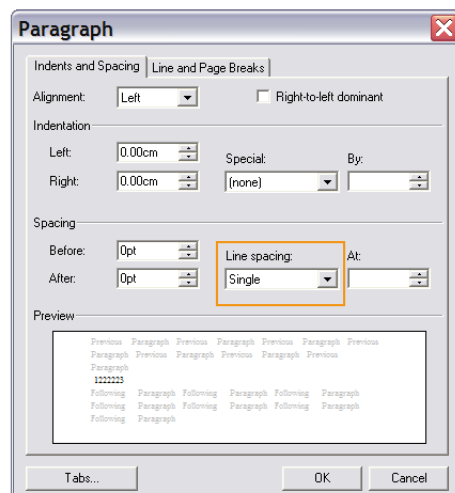 Paragraph
Indents and Spacing Line and Page Breaks
Alignment: Left Right-to-left dominant
Indentation
Left: 0.00cm Special: By:
Right: 0.00cm (none)
Spacing
Before: 0pt Line spacing: At:
After: 0pt Single
Preview
Previous Paragraph Previous Paragraph Previous Paragraph Previous
Paragraph Previous Paragraph Previous Paragraph Previous
Paragraph
1222223
Following Paragraph Following Paragraph Following Paragraph
Following Paragraph Following Paragraph Following Paragraph
Following Paragraph
Tabs... OK Cancel